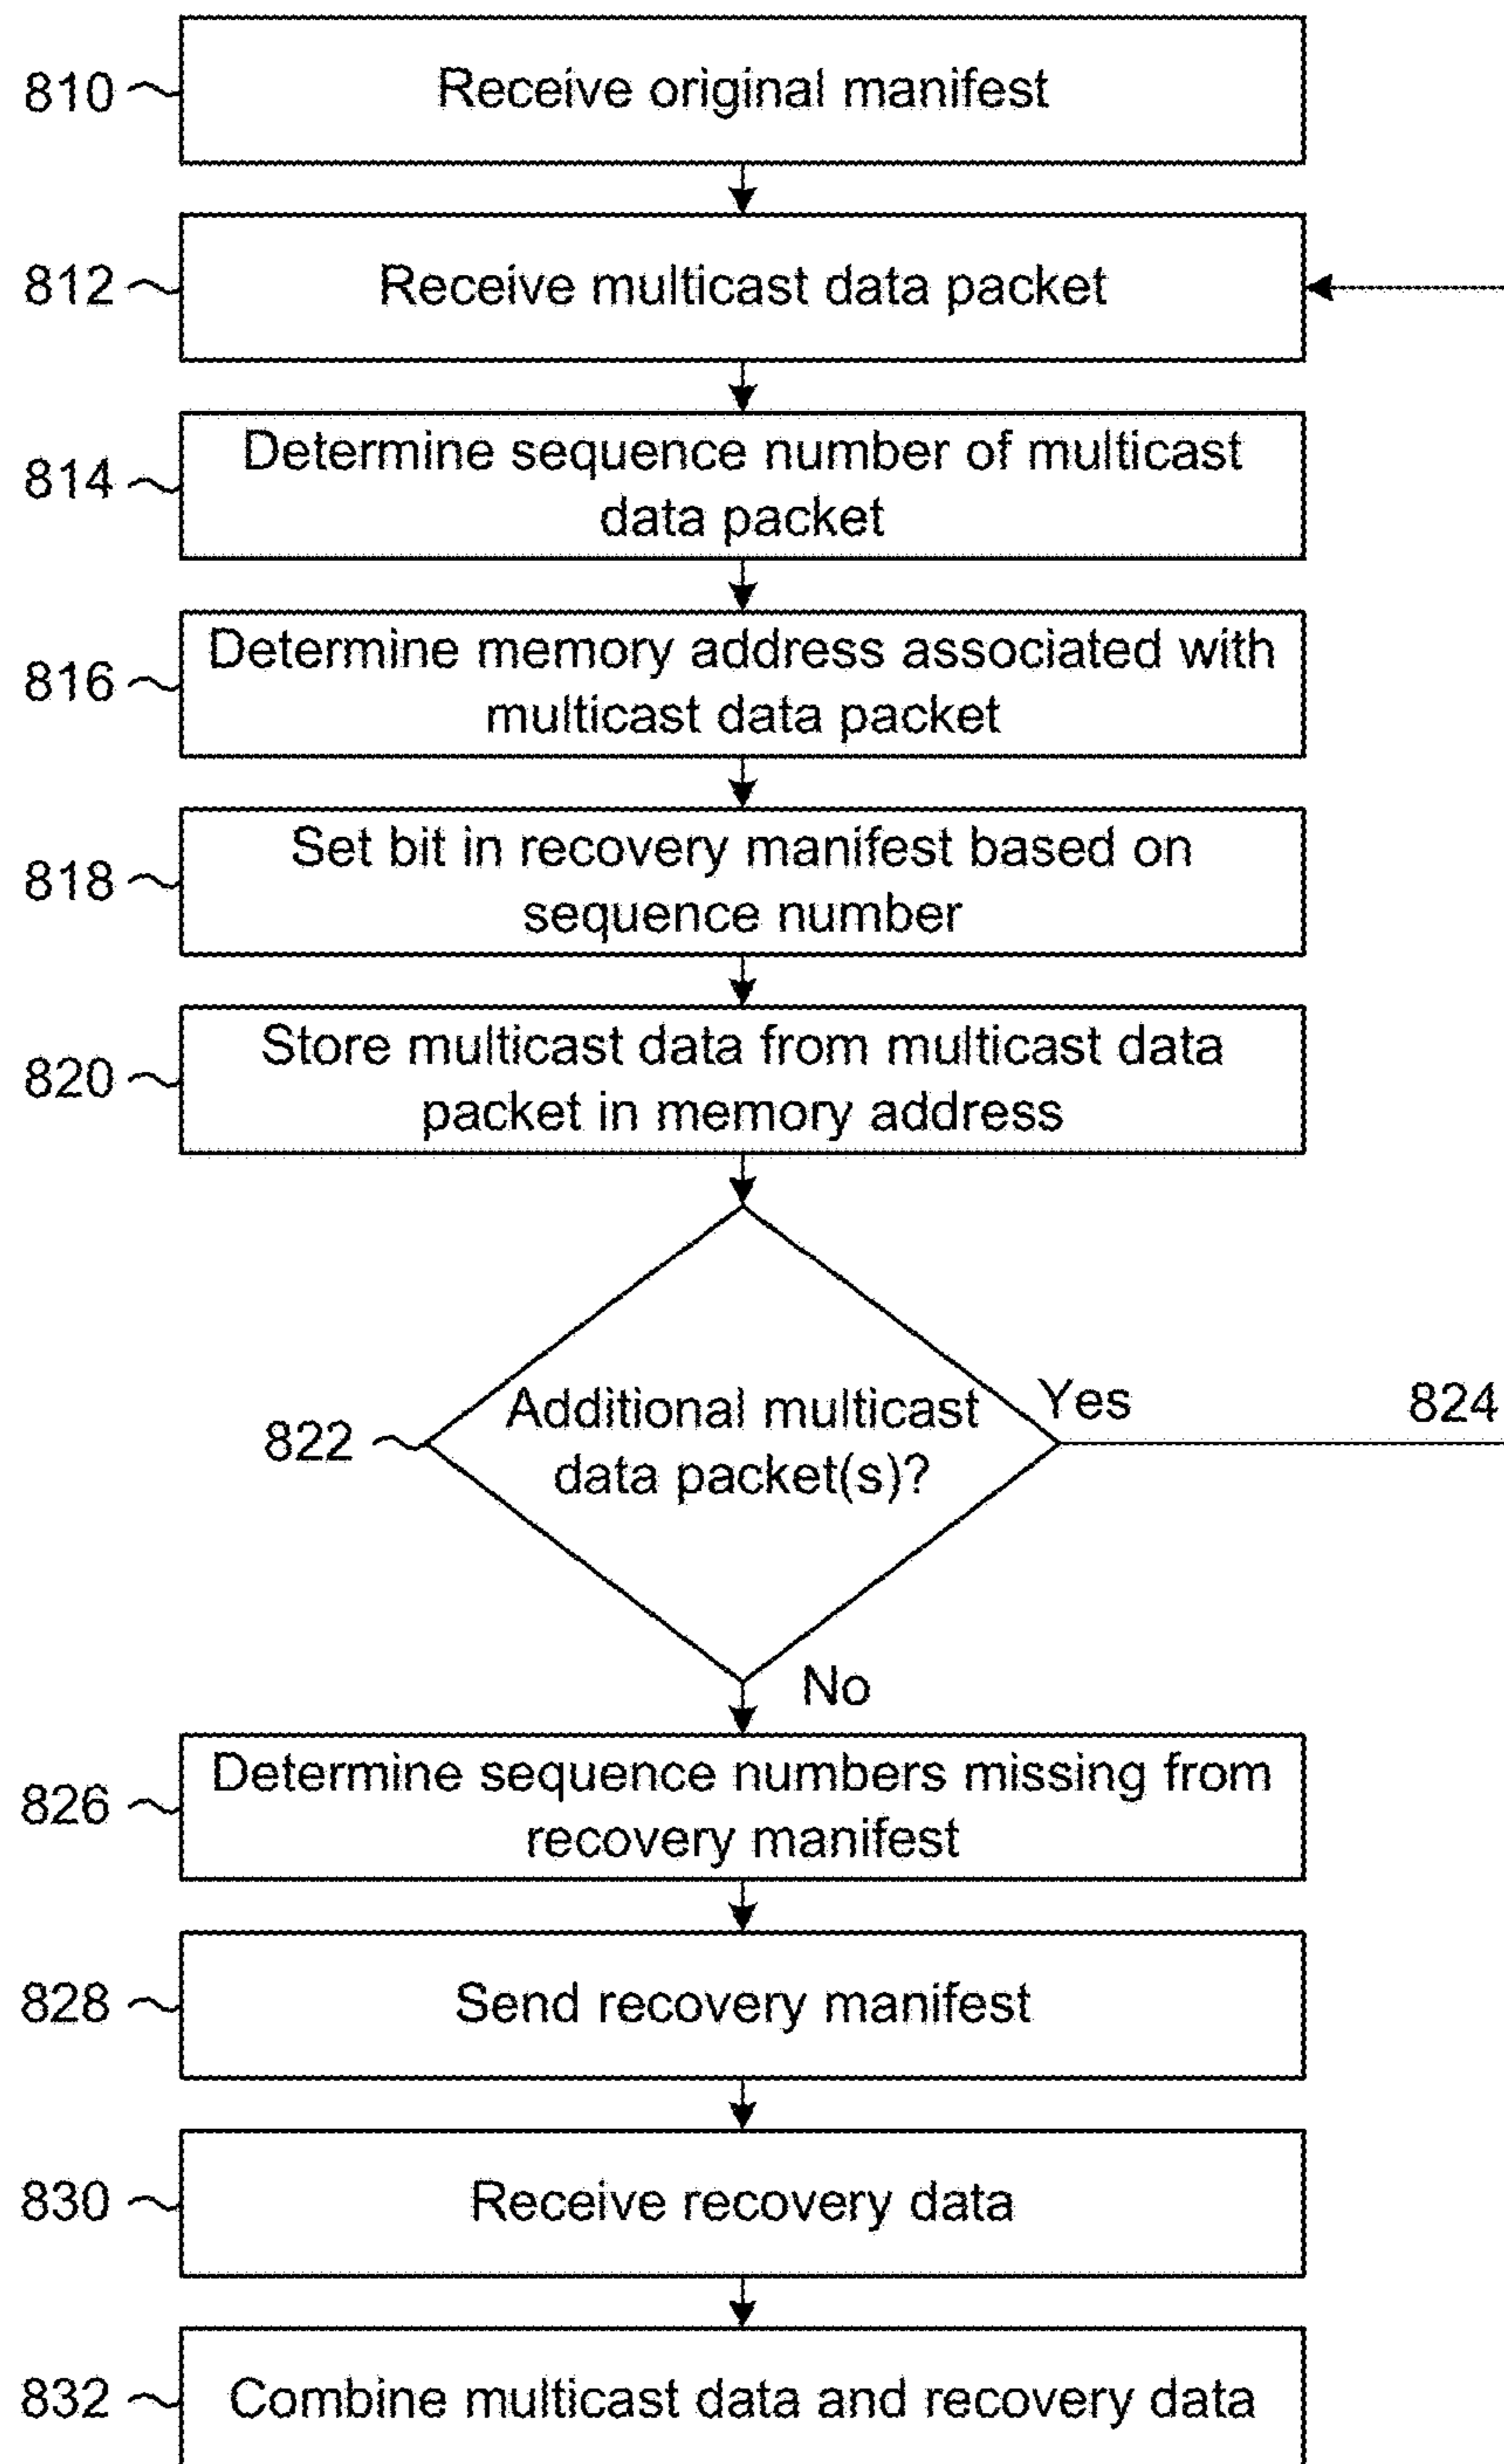 810
Receive original manifest
812
Receive multicast data packet
814
Determine sequence number of multicast
data packet
816
Determine memory address associated with
multicast data packet
818
Set bit in recovery manifest based on
sequence number
820
Store multicast data from multicast data
packet in memory address
822
Additional multicast
data packet(s)?
Yes
824
No
826
Determine sequence numbers missing from
recovery manifest
828
Send recovery manifest
830
Receive recovery data
832
Combine multicast data and recovery data